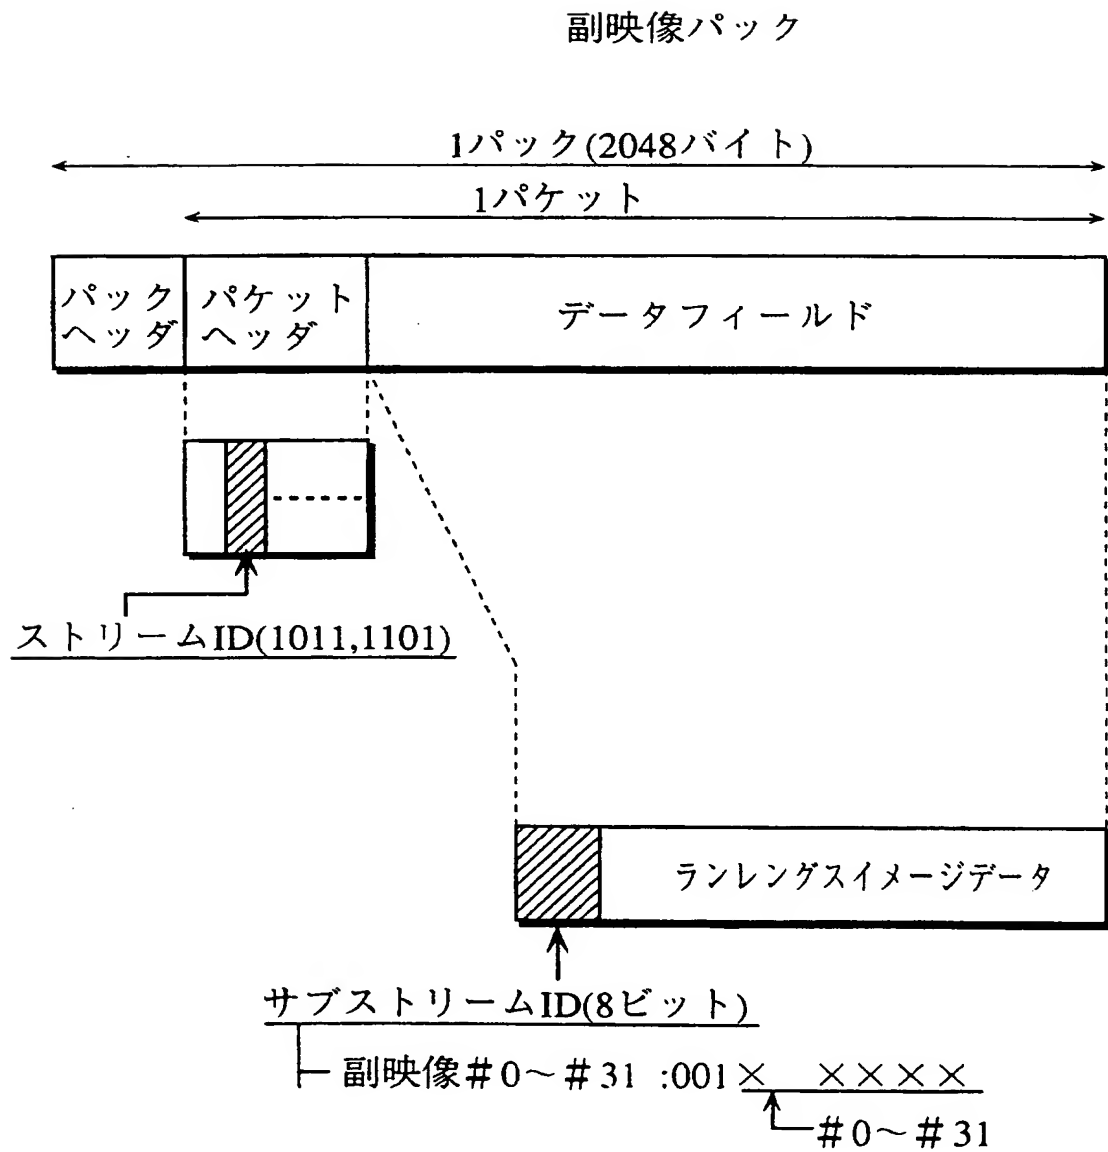 副映像パック
1パック(2048バイト)
1パケット
パック
ヘッダ
パケット
ヘッダ
データフィールド
ストリームID(1011,1101)
ランレングスイメージデータ
サブストリームID(8ビット)
副映像#0～#31 :001× ××××
#0～#31